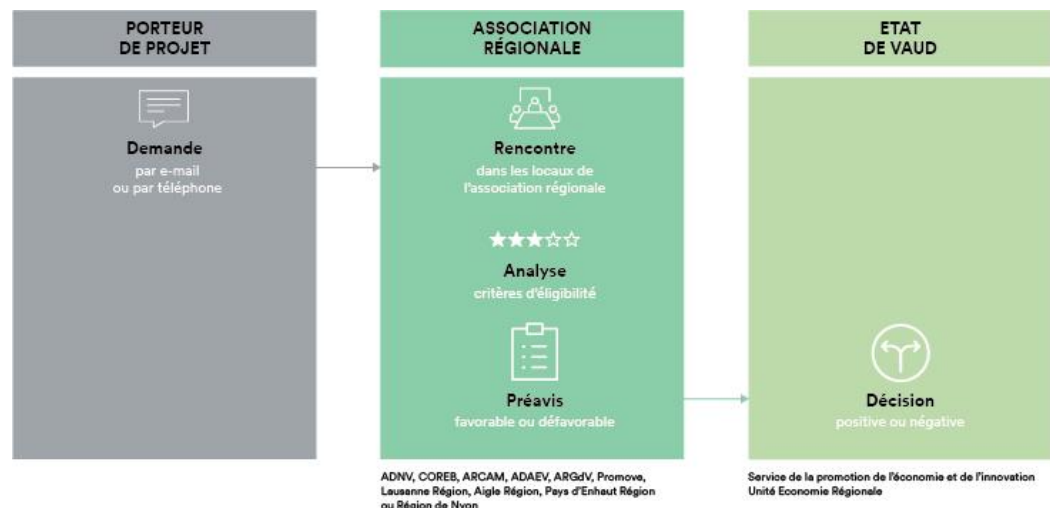 PORTEUR
DE PROJET
ASSOCIATION
RÉGIONALE
ETAT
DE VAUD
Demande
par e-mail
ou par téléphone
Rencontre
dans les locaux de
l'association régionale
Analyse
critères d'éligibilité
Préavis
favorable ou défavorable
Décision
positive ou négative
ADNV, COREB, ARCAM, ADAEV, ARGdV, Promove,
Lausanne Région, Aigle Région, Pays d'Enhaut Région
ou Région de Nyon
Service de la promotion de l'économie et de l'innovation
Unité Economie Régionale